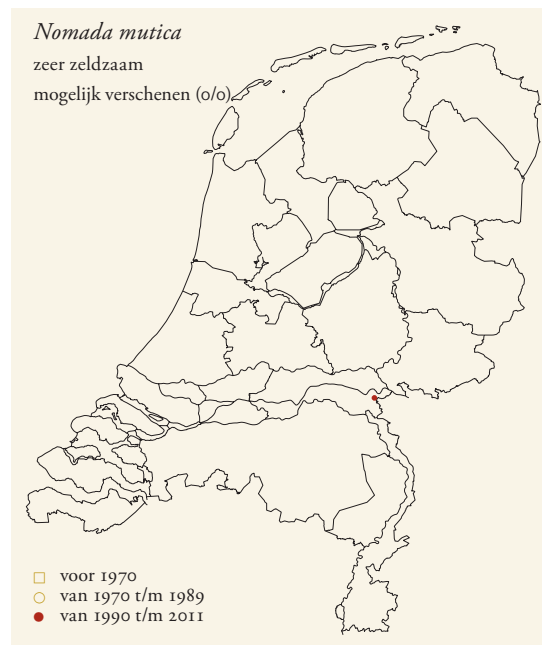 Nomada mutica
zeer zeldzaam
mogelijk verschenen (0/0)
voor 1970
van 1970 t/m 1989
van 1990 t/m 2011